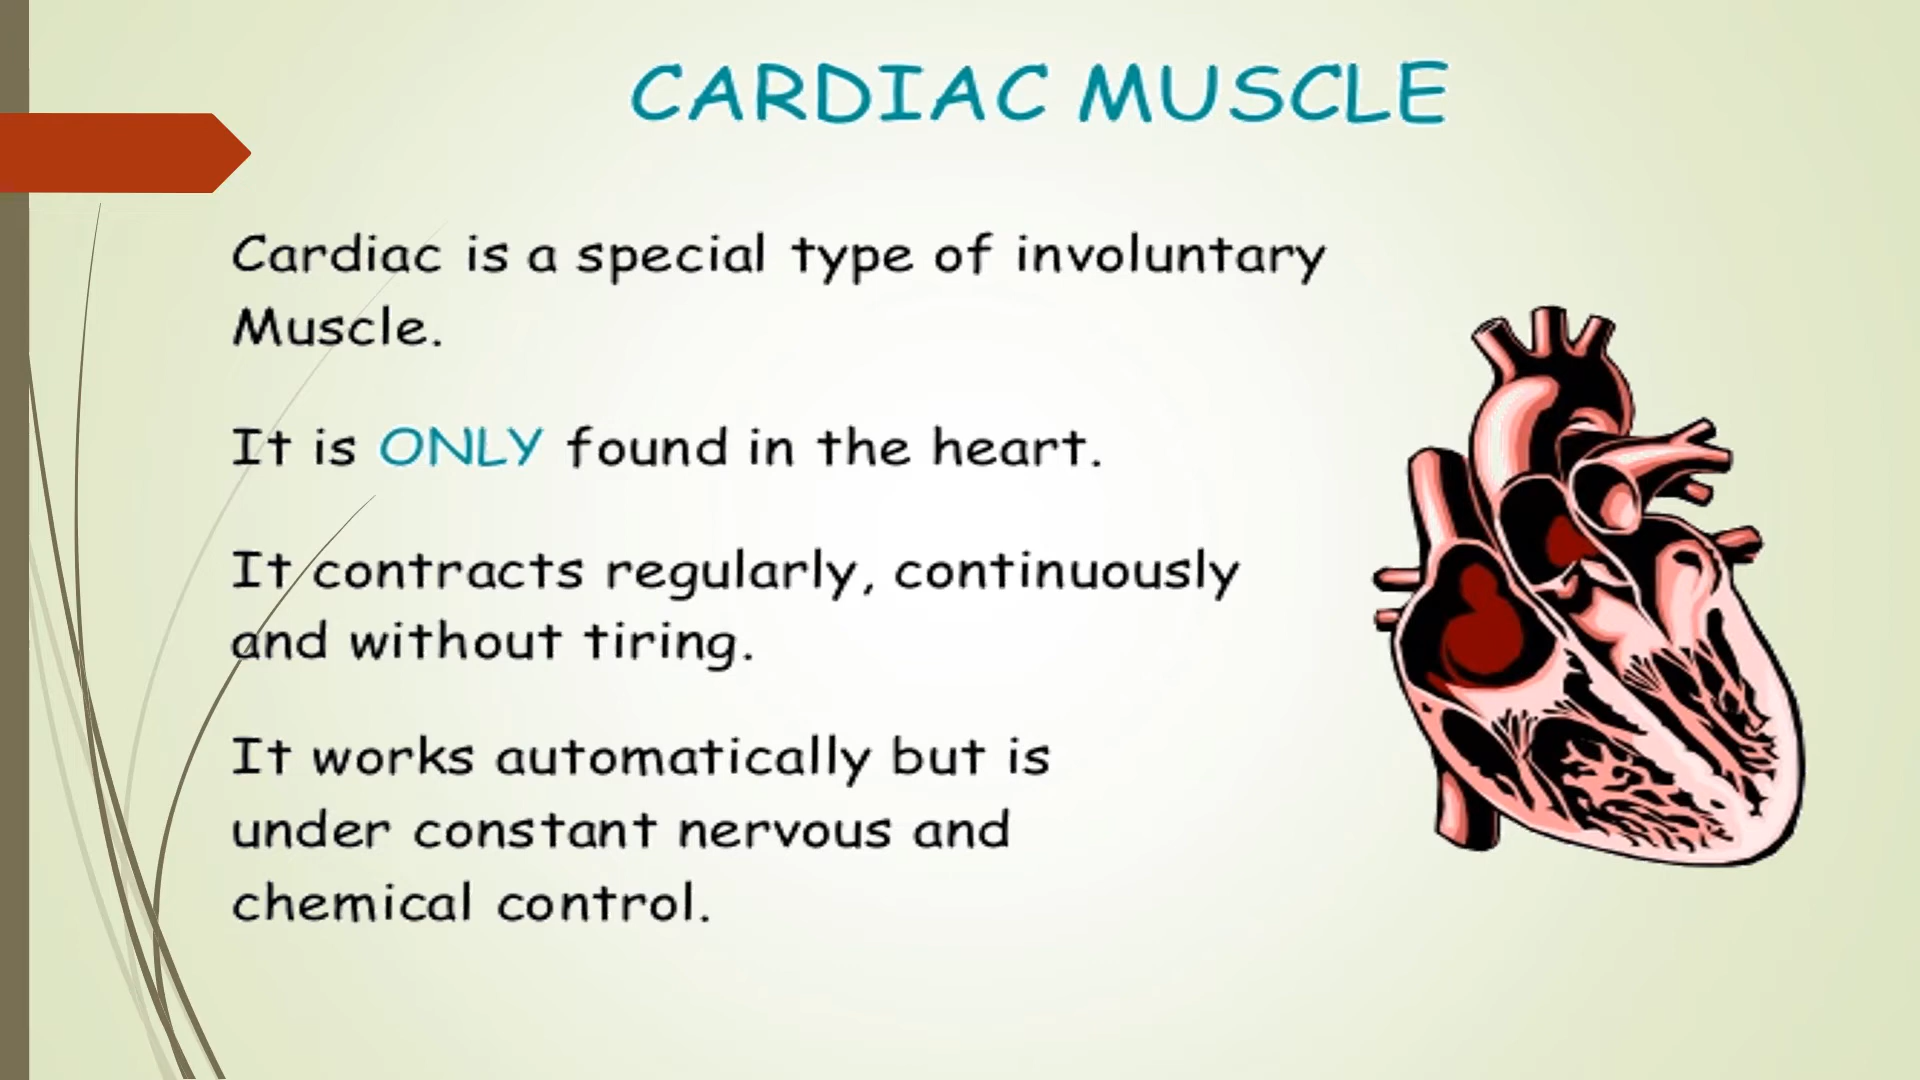 CARDIAC MUSCLE
Cardiac is a special type of involuntary
Muscle.
It is ONLY found in the heart.
It contracts regularly, continuously
and without tiring.
It works automatically but is
under constant nervous and
chemical control.